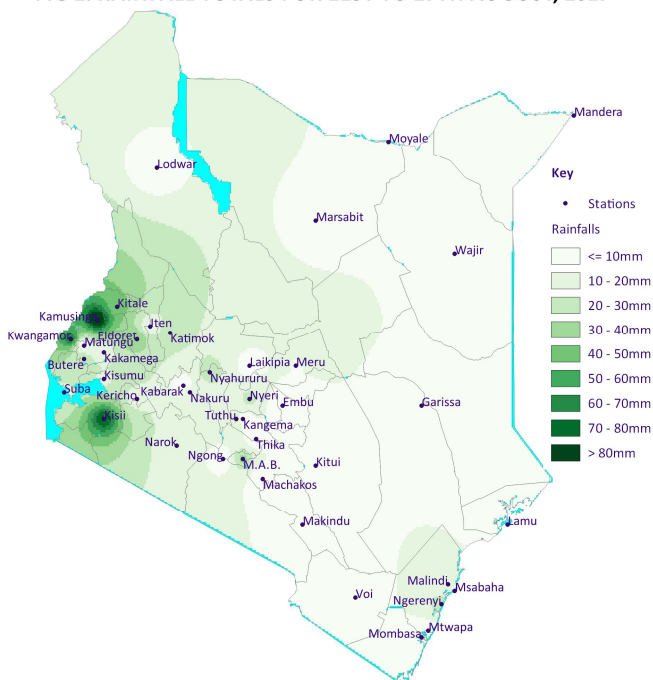 Mandera
Moyale
Lodwar
Key
Stations
Marsabit
Rainfalls
Wajir
<= 10mm
10 - 20mm
20 - 30mm
Kitale
Kamusin
30 - 40mm
Iten
Kwangamor
Eldoret
Katimok
Matungu
40 - 50mm
Kakamega
Butere
Laikipia
Meru
50 - 60mm
Kisumu
Nyahururu
Suba
Kericho
Kabarak
Nakuru
Nyeri
Embu
Garissa
60 - 70mm
Kisii
Tuthu
Kangema
70 - 80mm
Narok
Thika
> 80mm
Ngong
M.A.B.
Kitui
Machakos
Makindu
Lamu
Malindi
Msabaha
Voi
Ngerenyi
Mtwapa
Mombasa